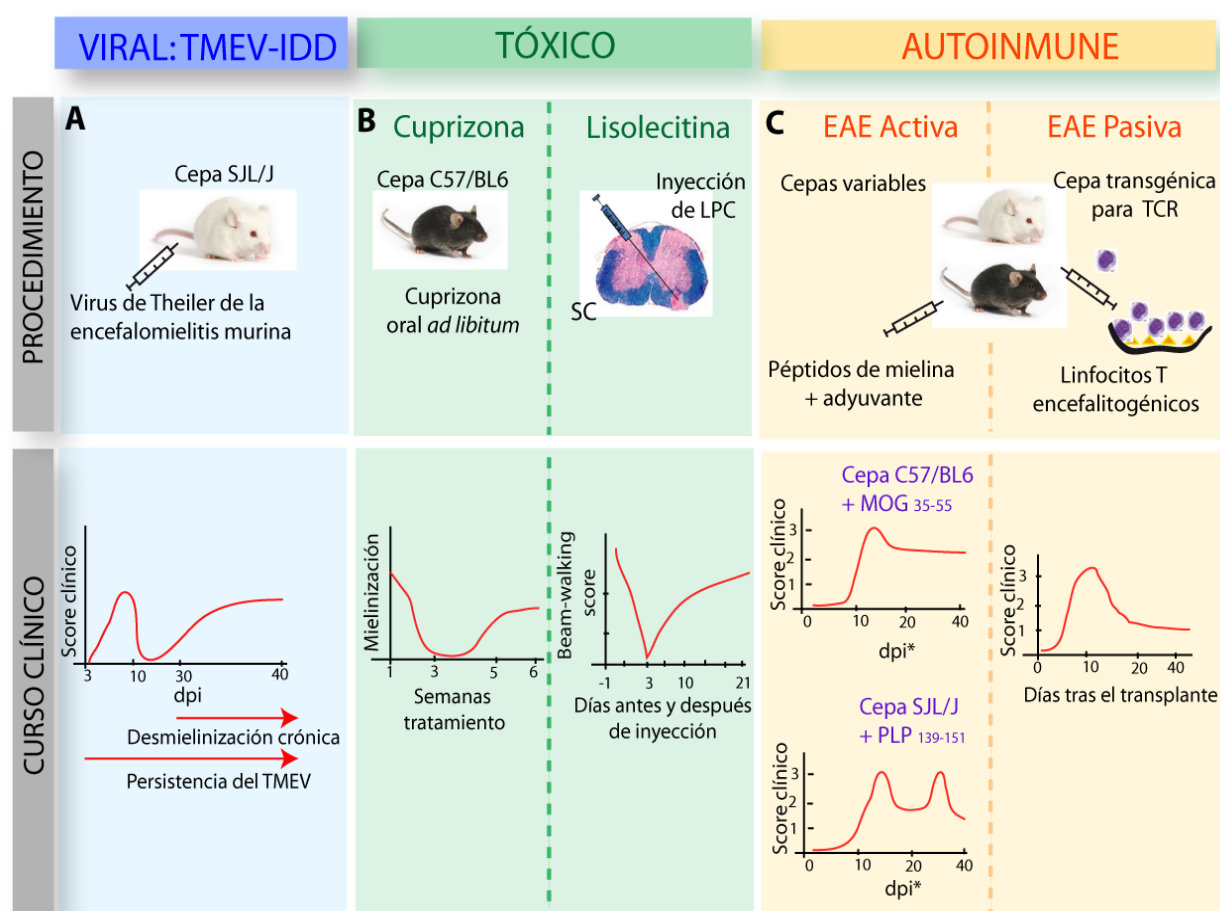 VIRAL: TMEV-IDD
TÓXICO
AUTOINMUNE
PROCEDIMIENTO
A
Cepa SJL/J
Virus de Theiler de la
encefalomielitis murina
B
Cuprizona
Cepa C57/BL6
Cuprizona
oral ad libitum
Lisolecitina
Inyección
de LPC
SC
C
EAE Activa
Cepas variables
Péptidos de mielina
+ adyuvante
EAE Pasiva
Cepa transgénica
para TCR
Linfocitos T
encefalitogénicos
CURSO CLÍNICO
Score clínico
3 10 30 40
dpi
Desmielinización crónica
Persistencia del TMEV
Mielinización
1 3 5 6
Semanas
tratamiento
Beam-walking
score
-1 3 10 21
Días antes y después
de inyección
Cepa C57/BL6
+ MOG 35-55
Score clínico
3
2
1
0 10 20 40
dpi*
Cepa SJL/J
+ PLP 139-151
Score clínico
3
2
1
0 10 20 40
dpi*
Score clínico
3
2
1
0 10 20 40
Días tras el transplante